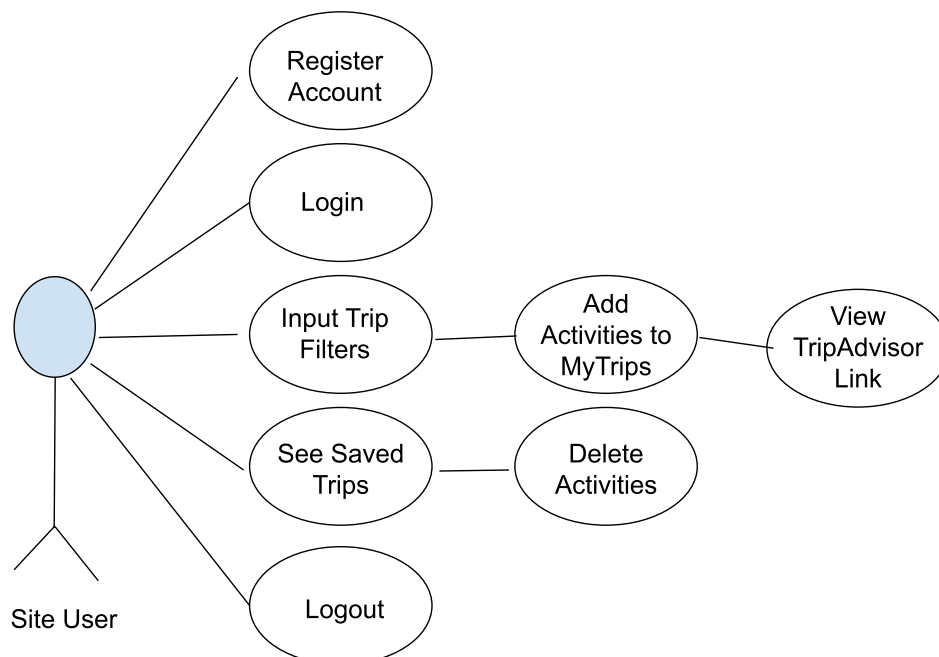 Register
Account
Login
Input Trip
Filters
Add
Activities to
MyTrips
View
TripAdvisor
Link
See Saved
Trips
Delete
Activities
Logout
Site User